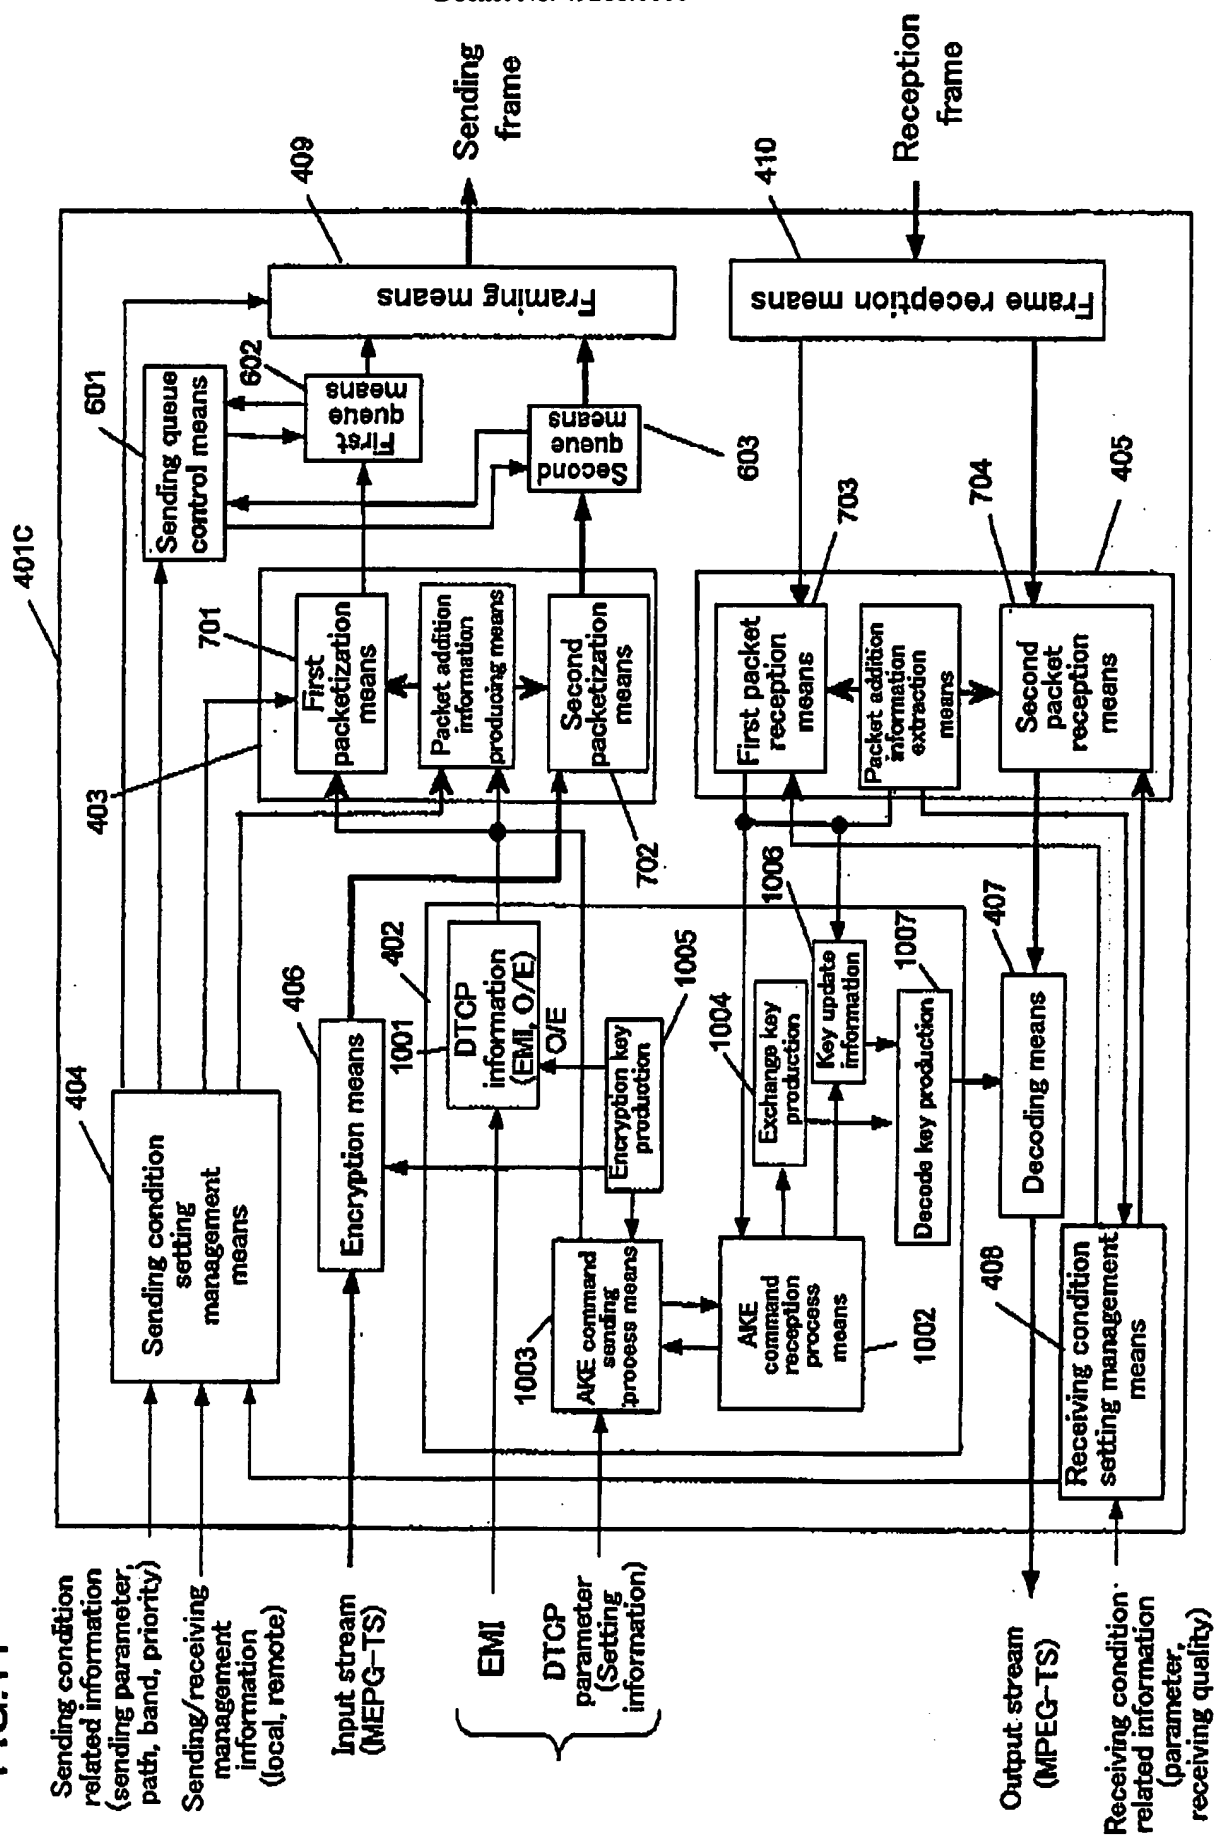 401C
Sending condition
related information
(sending parameter,
path, band, priority)
Sending/receiving
management
information
(local, remote)
Input stream
(MEPG-TS)
EMI
DTCP
parameter
(Setting
information)
Output stream
(MPEG-TS)
Receiving condition
related information
(parameter,
receiving quality)
404
Sending condition
setting
management
means
406
Encryption means
402
1001
DTCP
information
(EMI, O/E)
O/E
1005
Encryption key
production
1003
AKE command
sending
process means
AKE
command
reception
process
means
1002
1004
Exchange key
production
1006
Key update
information
1007
Decode key production
407
Decoding means
408
Receiving condition
setting management
means
403
701
First
packetization
means
Packet addition
information
producing means
Second
packetization
means
702
601
Sending queue
control means
602
First
queue
means
Second
queue
means
603
409
Framing means
Sending
frame
703
First packet
reception
means
Packet addition
information
extraction
means
704
Second
packet
reception
means
405
410
Frame reception means
Reception
frame